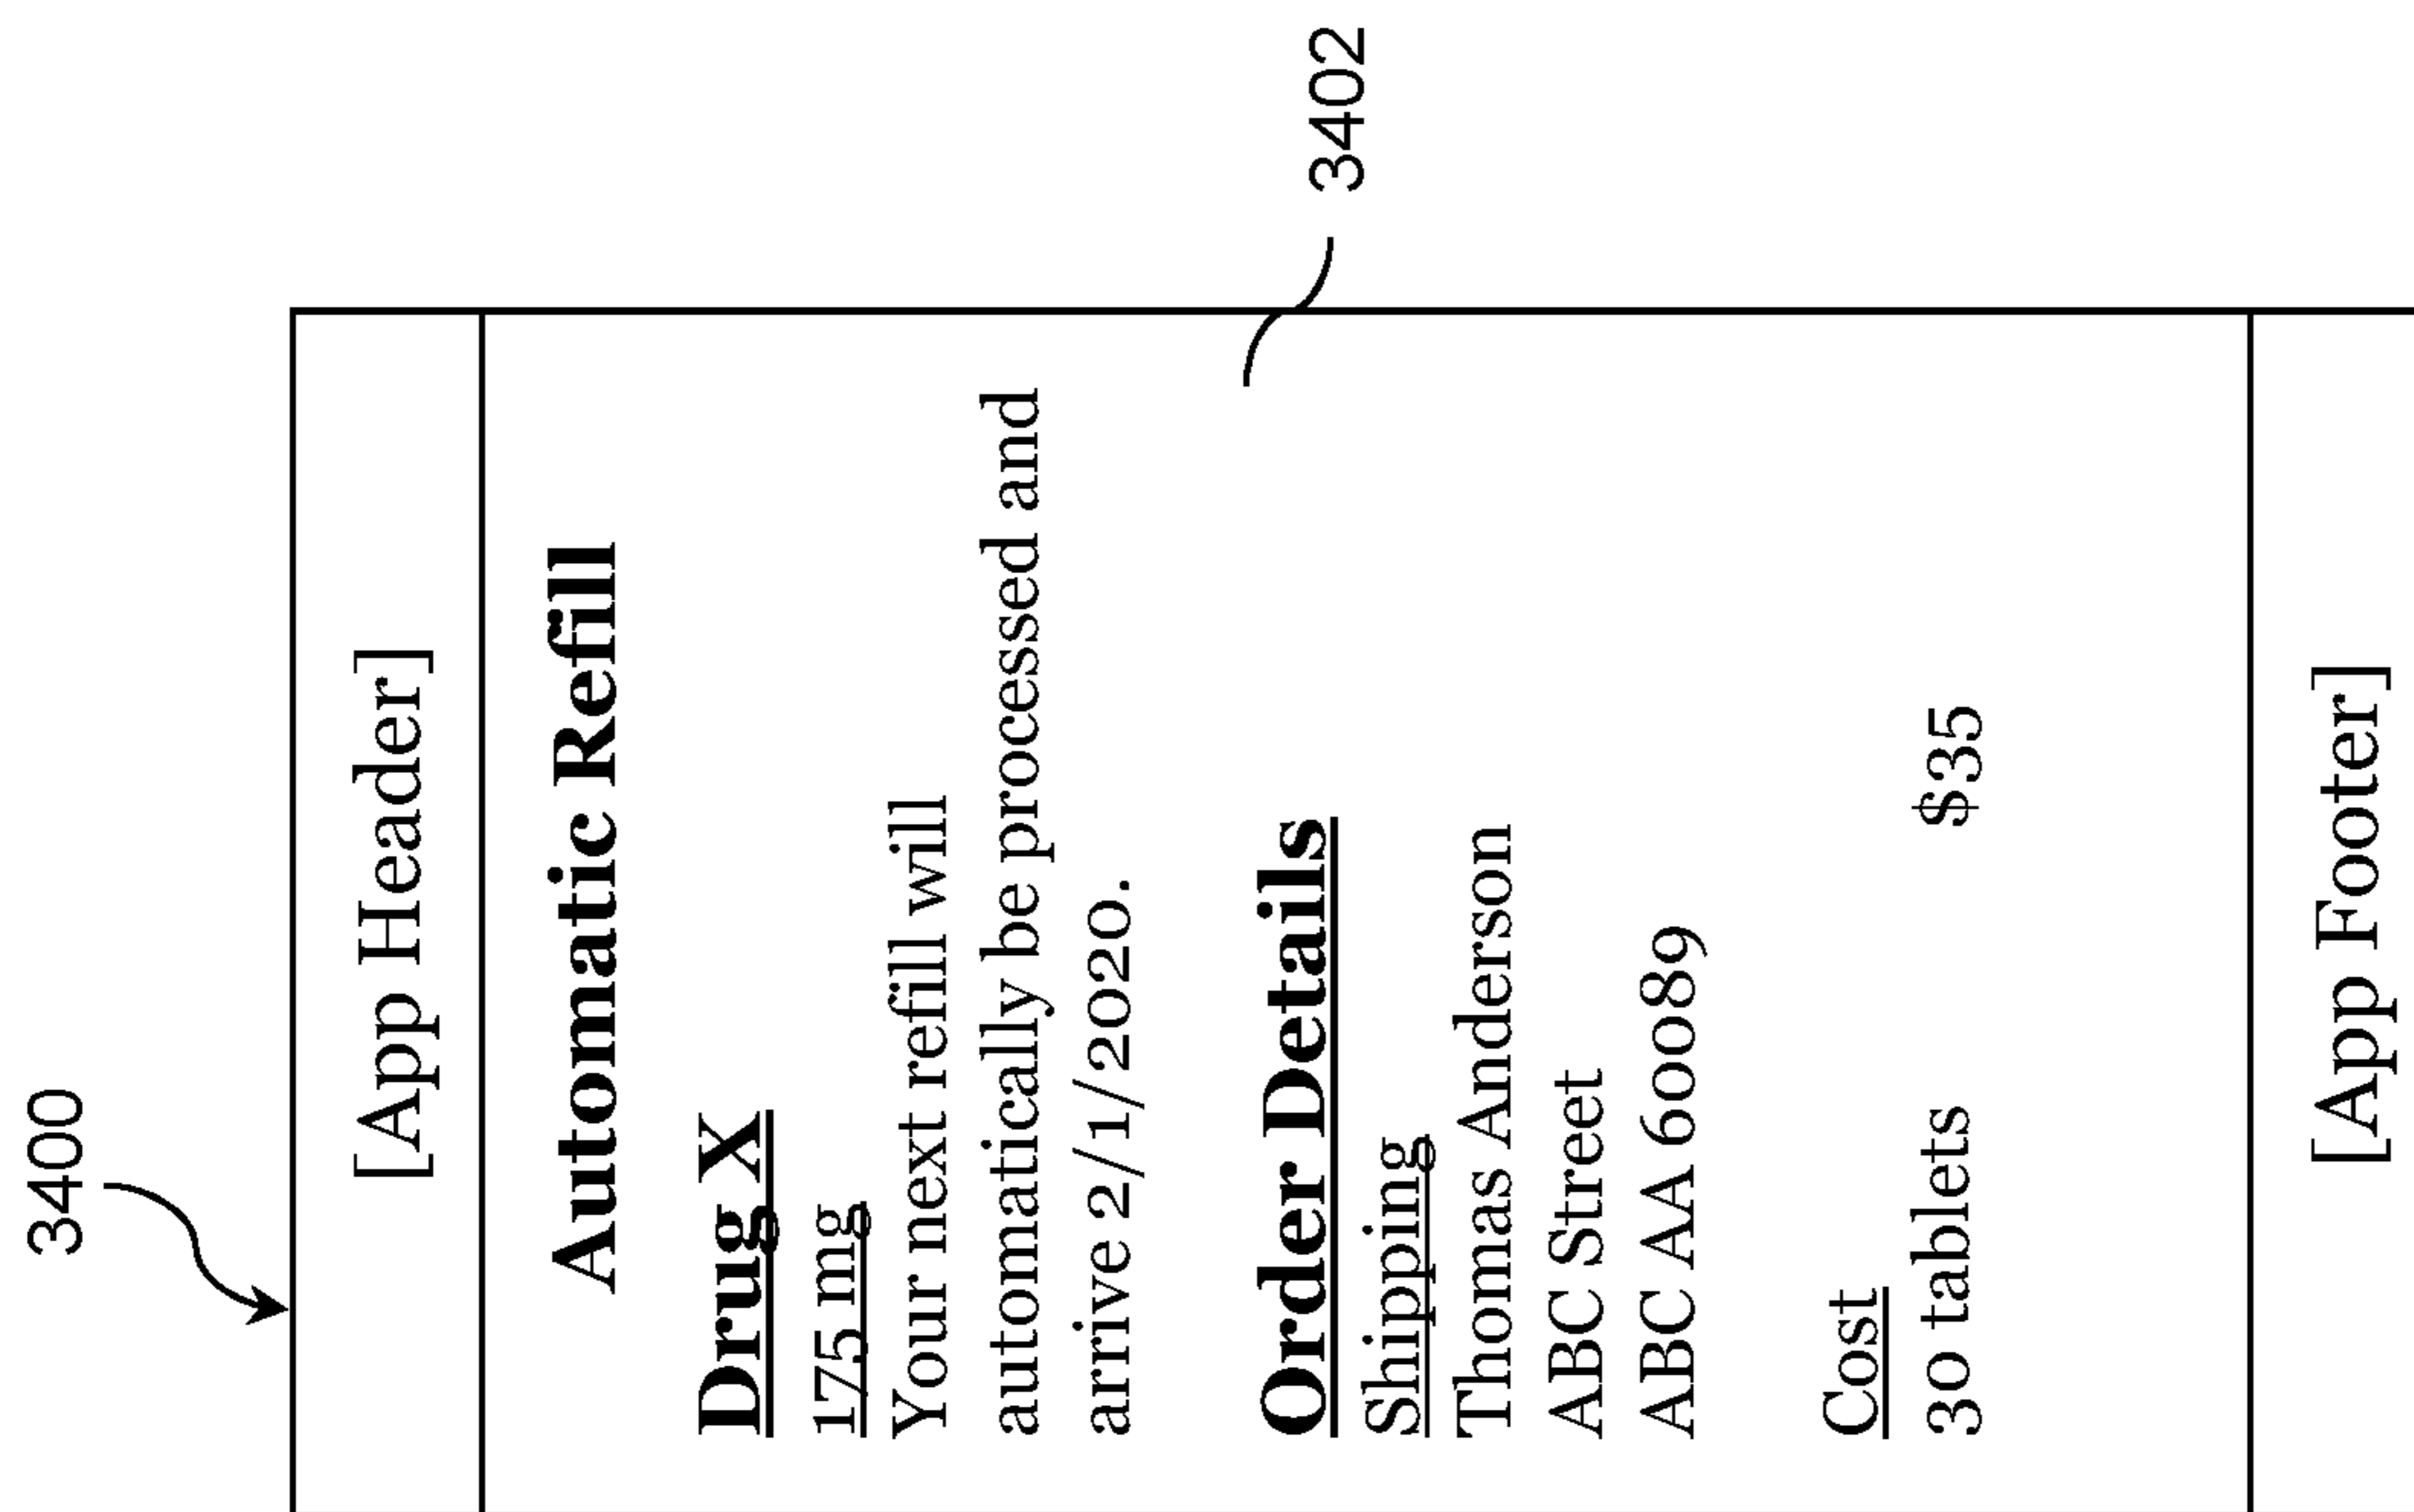 3400
[App Header]
Automatic Refill
Drug X
175 mg
Your next refill will
automatically be processed and
arrive 2/1/2020.
3402
Order Details
Shipping
Thomas Anderson
ABC Street
ABC AA 60089
Cost
30 tablets $35
[App Footer]